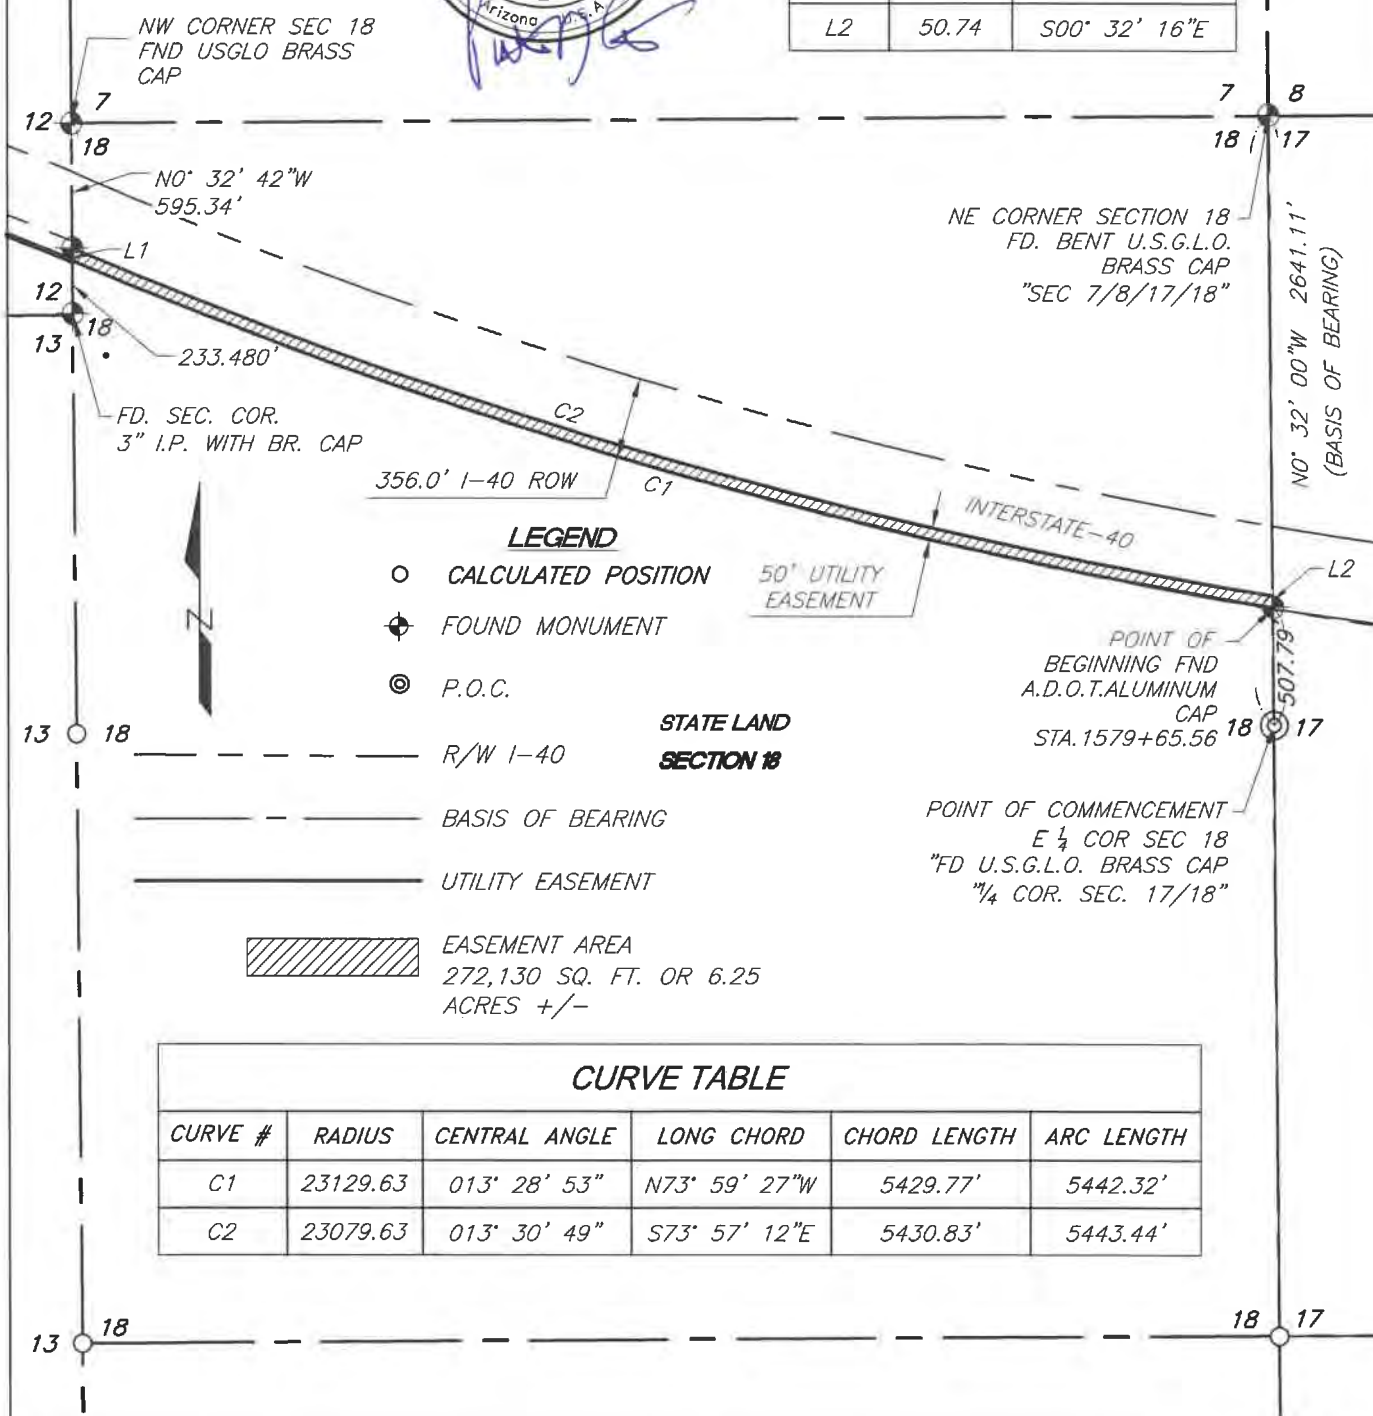 Arizona U.S.A.
NW CORNER SEC 18
FND USGLO BRASS
CAP
L2 50.74 S00° 32' 16"E
7
12
18
7 8
18 17
N0° 32' 42"W
595.34'
L1
NE CORNER SECTION 18
FD. BENT U.S.G.L.O.
BRASS CAP
"SEC 7/8/17/18"
N0° 32' 00"W 2641.11'
(BASIS OF BEARING)
12
18
13
233.480'
FD. SEC. COR.
3" I.P. WITH BR. CAP
C2
C1
356.0' I-40 ROW
INTERSTATE-40
50' UTILITY
EASEMENT
L2
LEGEND
CALCULATED POSITION
FOUND MONUMENT
P.O.C.
R/W I-40
BASIS OF BEARING
UTILITY EASEMENT
EASEMENT AREA
272,130 SQ. FT. OR 6.25
ACRES +/-
N
STATE LAND
SECTION 18
POINT OF
BEGINNING FND
A.D.O.T.ALUMINUM
CAP
STA.1579+65.56
507.79
18 17
13 18
POINT OF COMMENCEMENT
E 1/4 COR SEC 18
"FD U.S.G.L.O. BRASS CAP
"1/4 COR. SEC. 17/18"
CURVE TABLE
CURVE # RADIUS CENTRAL ANGLE LONG CHORD CHORD LENGTH ARC LENGTH
C1 23129.63 013° 28' 53" N73° 59' 27"W 5429.77' 5442.32'
C2 23079.63 013° 30' 49" S73° 57' 12"E 5430.83' 5443.44'
13 18
18 17